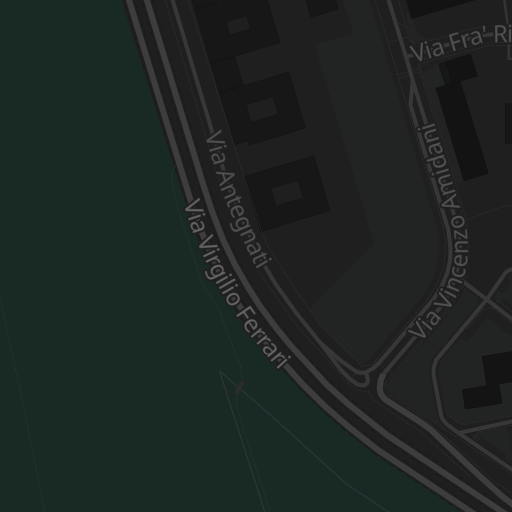 Via Fra' Ri
Via Antegnati
Via Vincenzo Amidani
Via Virgilio Ferrari